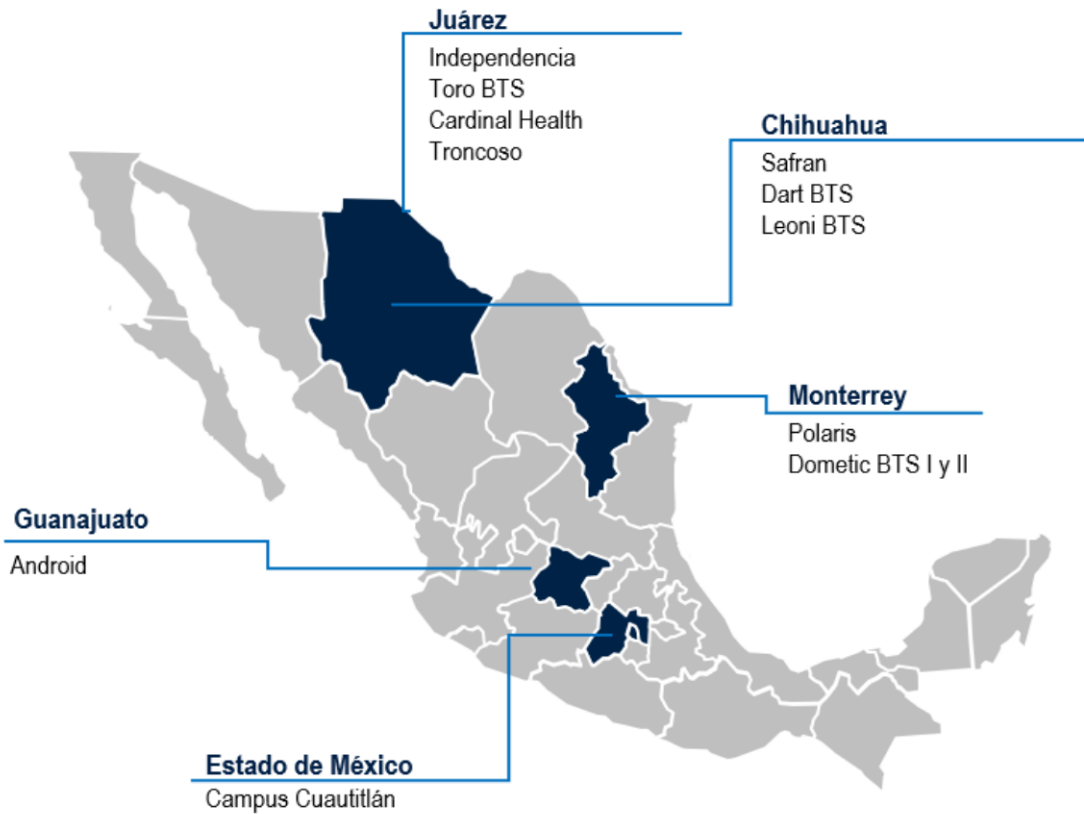 Juárez
Independencia
Toro BTS
Cardinal Health
Troncoso
Chihuahua
Safran
Dart BTS
Leoni BTS
Monterrey
Polaris
Dometic BTS I y II
Guanajuato
Android
Estado de México
Campus Cuautitlán